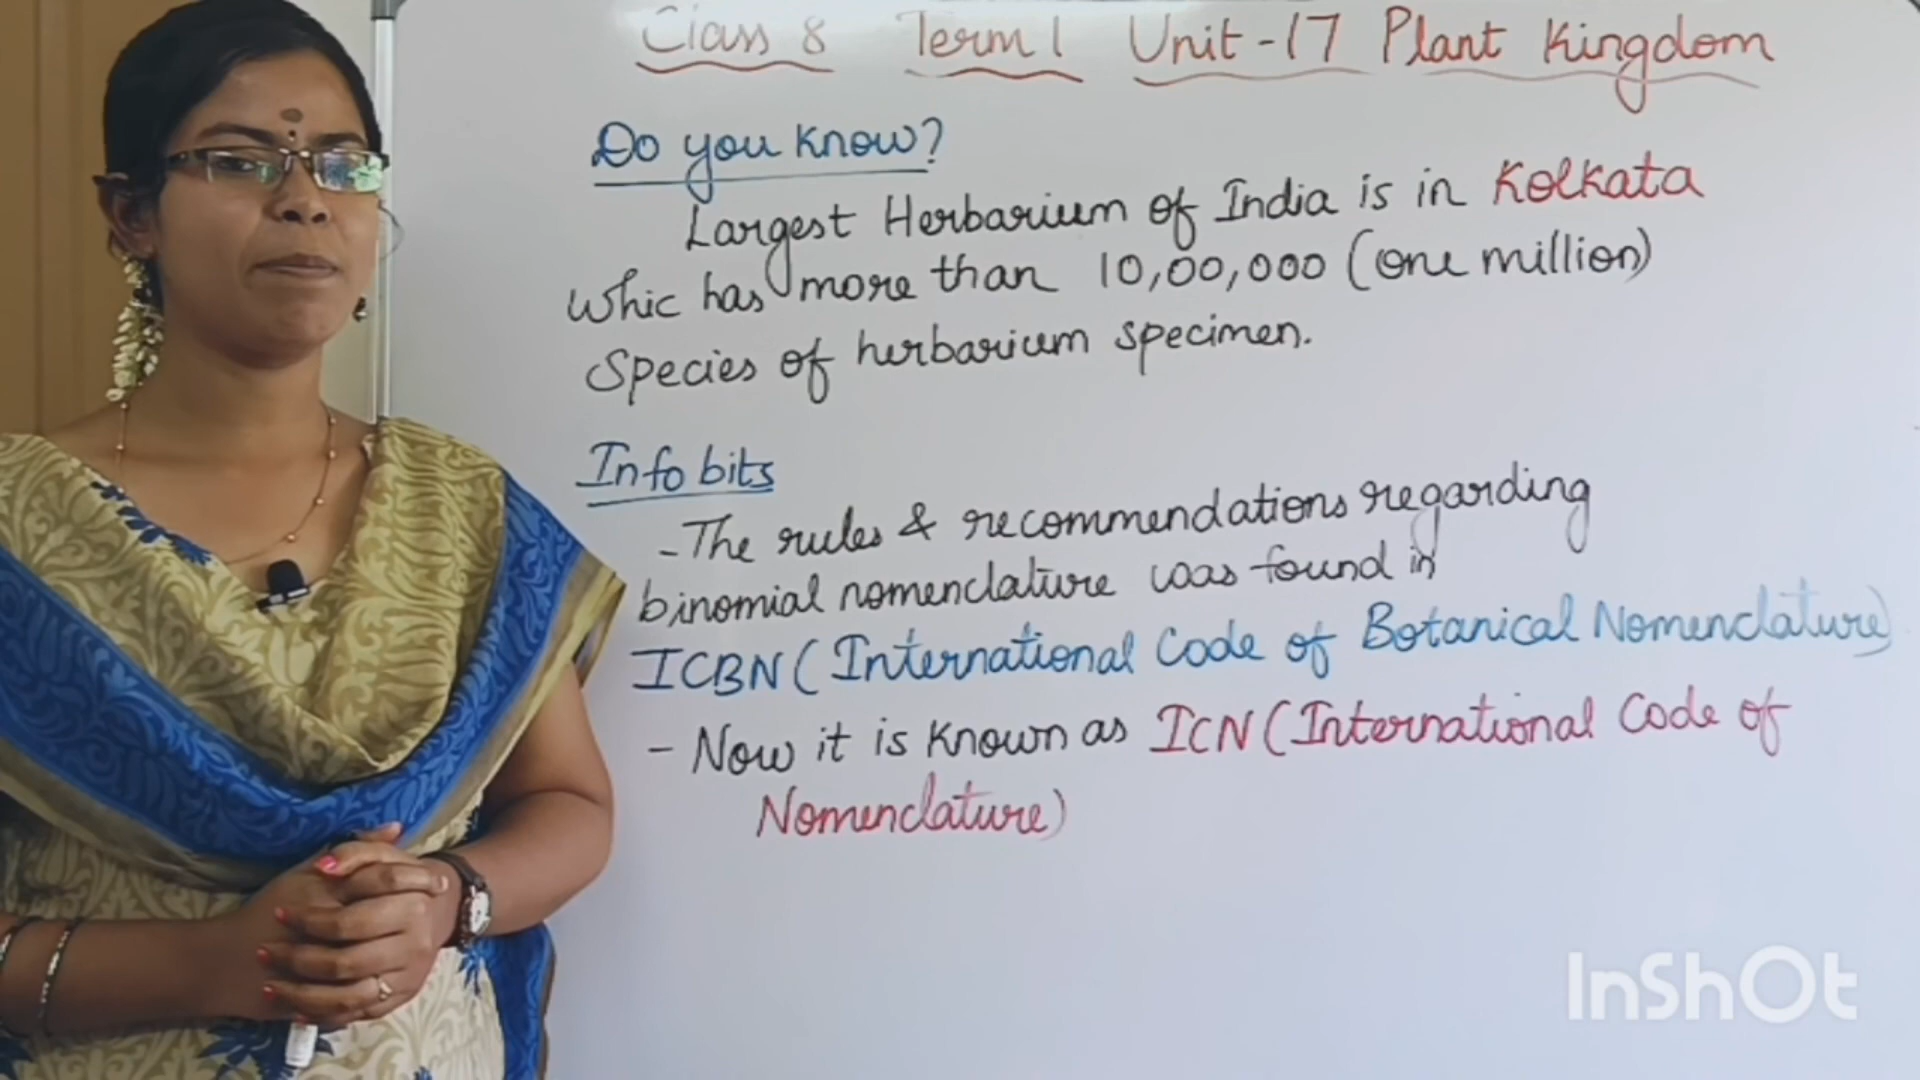 Class 8 Term 1 Unit-17 Plant Kingdom
Do you know?
Largest Herbarium of India is in Kolkata
Whic has more than 10,00,000 (one million)
Species of herbarium specimen.
Info bits
- The rules & recommendations regarding
binomial nomenclature was found in
ICBN (International Code of Botanical Nomenclature)
- Now it is known as ICN (International Code of
Nomenclature)
InShOt